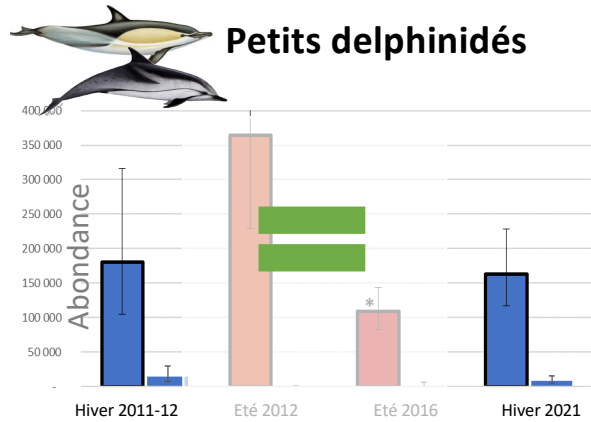 Petits delphinidés
400 000
350 000
300 000
250 000
200 000
150 000
100 000
50 000
-
Abondance
*
Hiver 2011-12
Eté 2012
Eté 2016
Hiver 2021